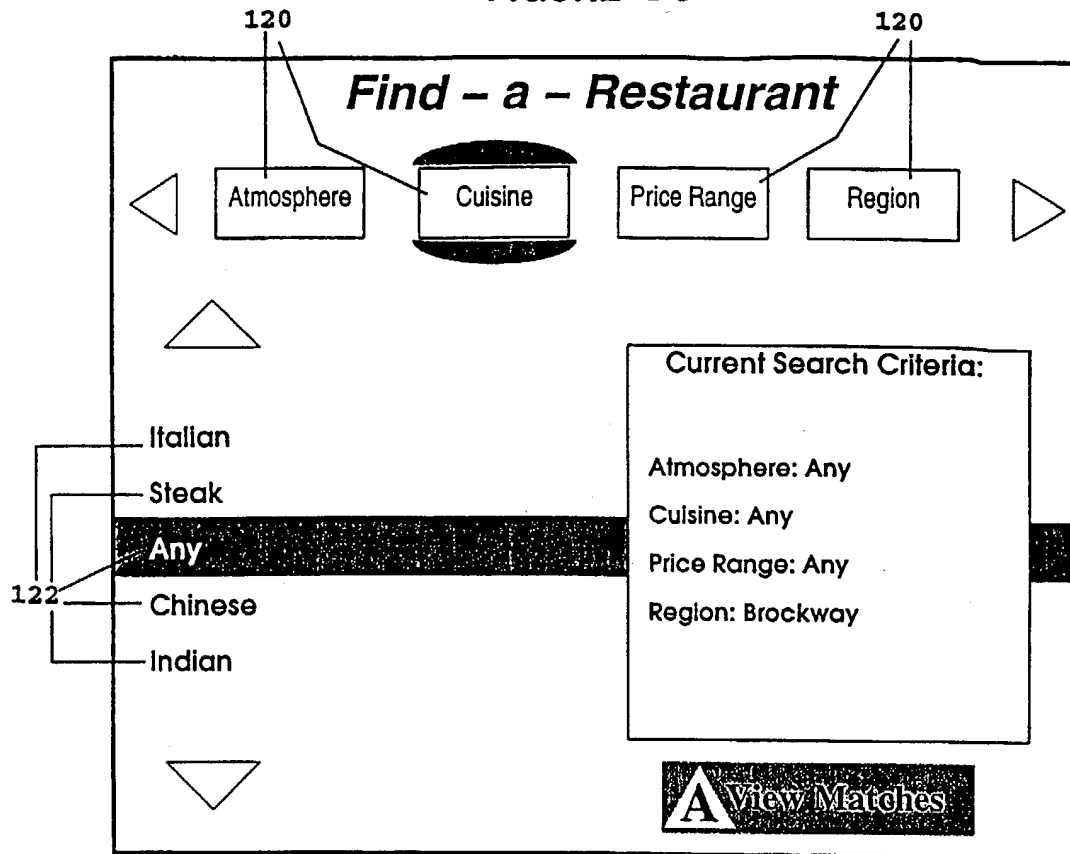 120 120
Find – a – Restaurant
Atmosphere Cuisine Price Range Region
Current Search Criteria:
Italian
Atmosphere: Any
Steak
Cuisine: Any
Any
Price Range: Any
122
Chinese
Region: Brockway
Indian
A View Matches